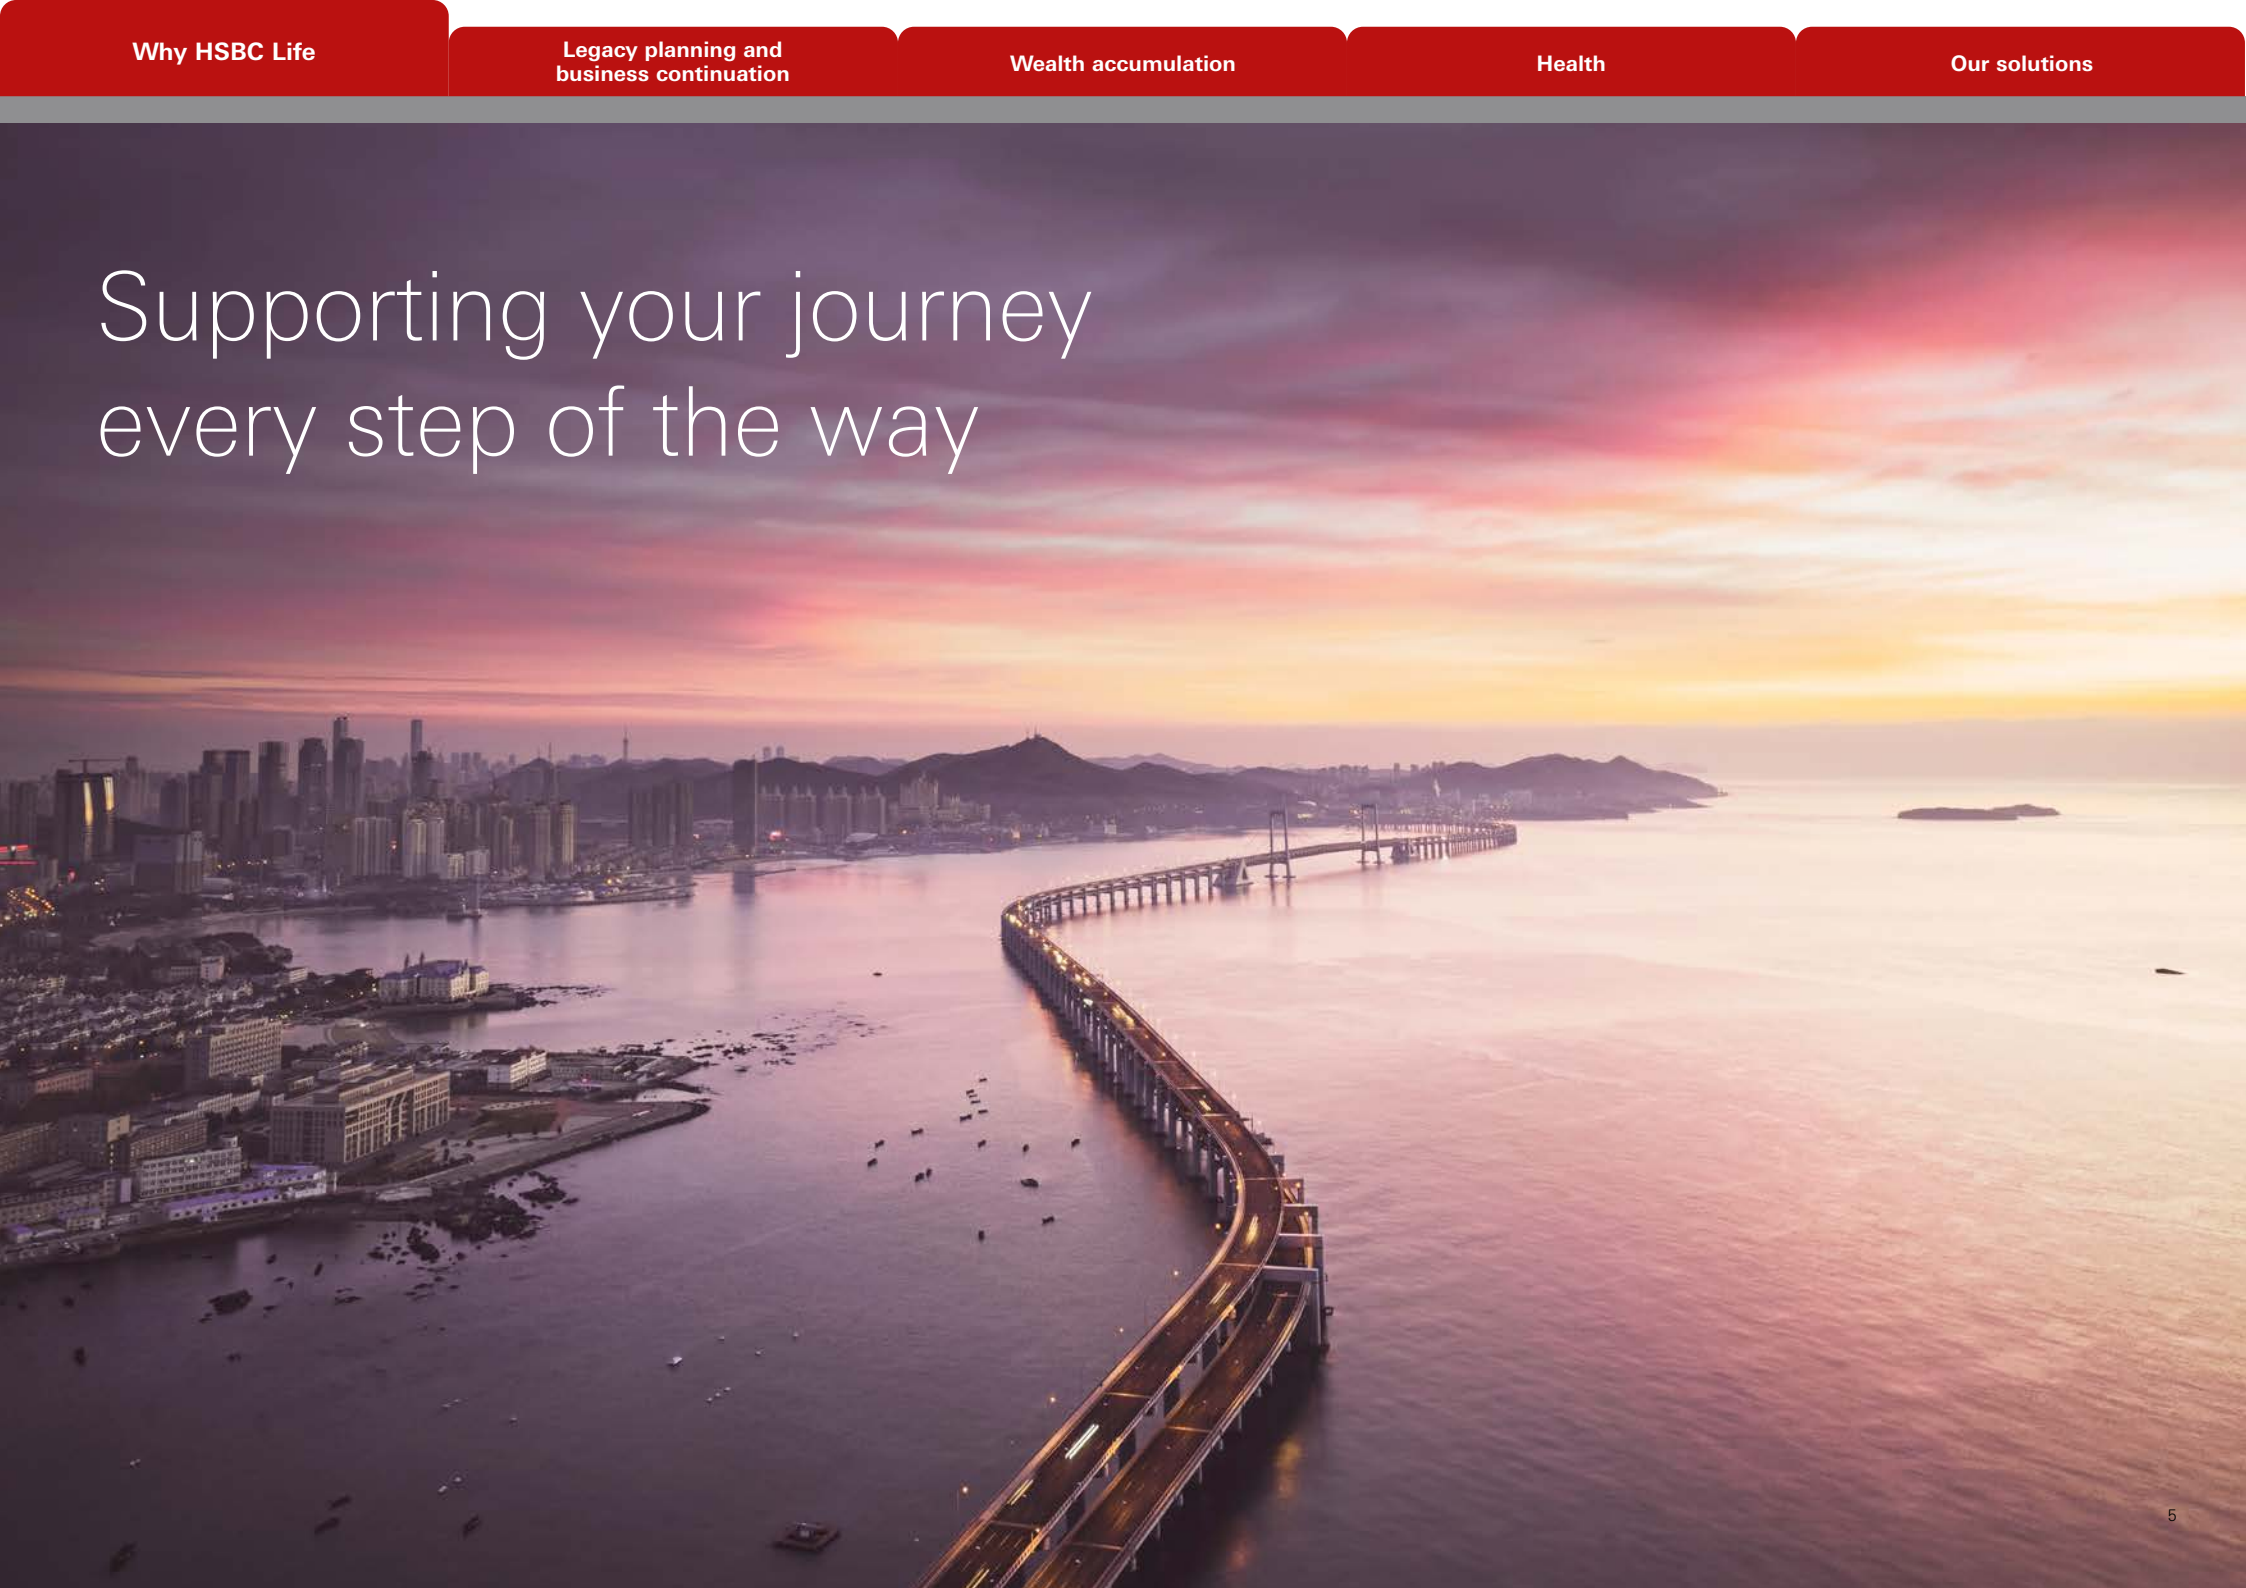 Why HSBC Life
Legacy planning and
business continuation
Wealth accumulation
Health
Our solutions
Supporting your journey
every step of the way
5